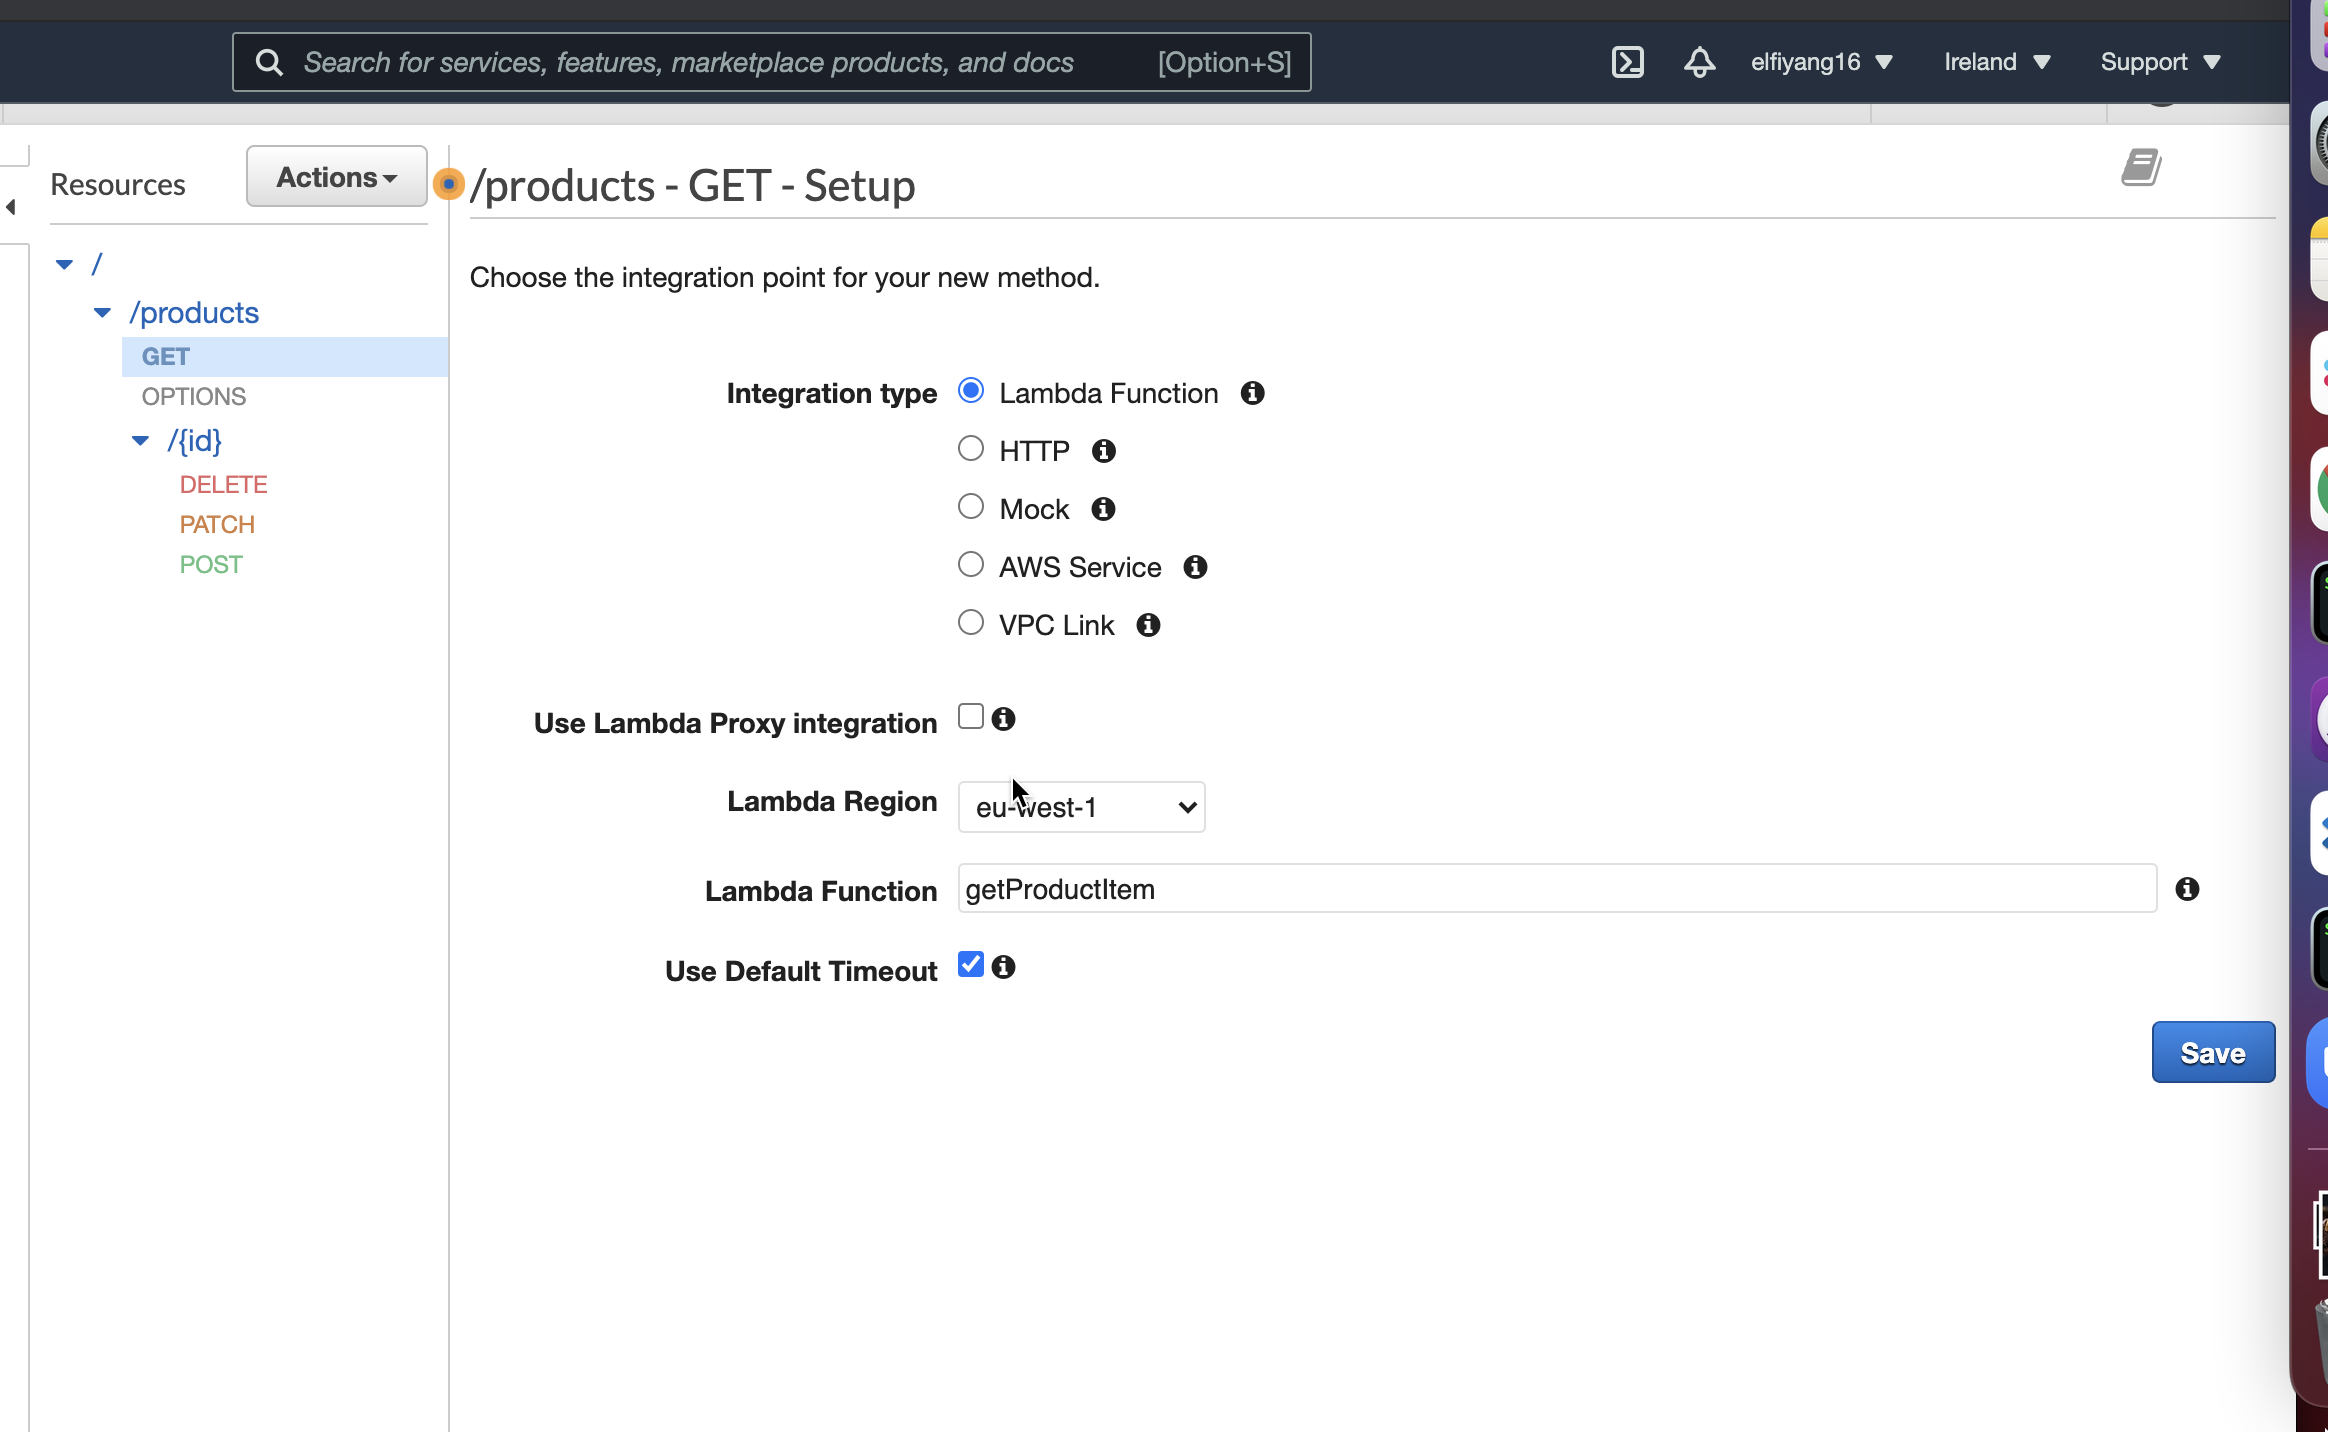 Search for services, features, marketplace products, and docs [Option+S] elfiyang16 Ireland Support
Resources Actions /products - GET - Setup
/
/products
GET
OPTIONS
/{id}
DELETE
PATCH
POST
Choose the integration point for your new method.
Integration type Lambda Function
HTTP
Mock
AWS Service
VPC Link
Use Lambda Proxy integration
Lambda Region eu-west-1
Lambda Function getProductItem
Use Default Timeout
Save